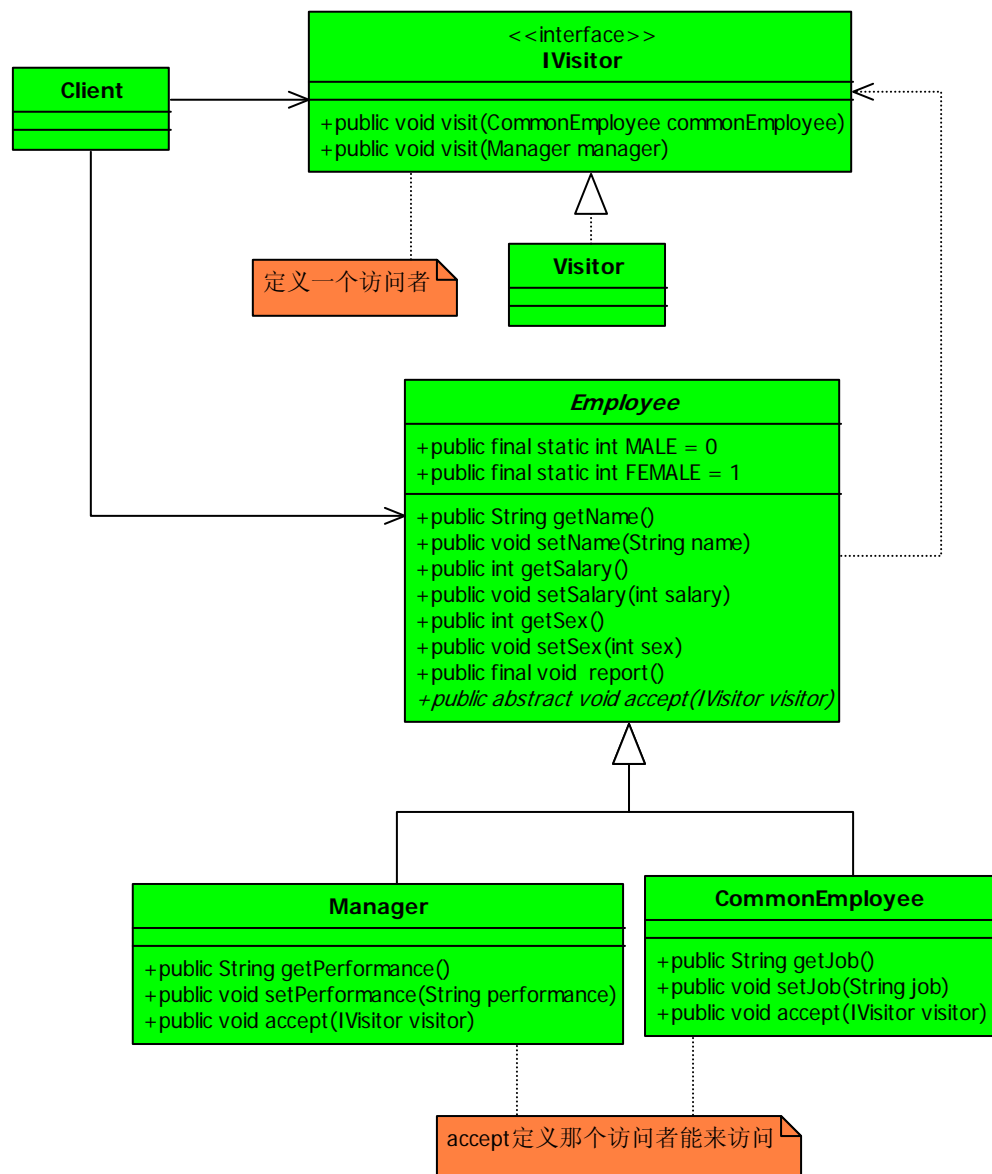 <<interface>>
IVisitor
+public void visit(CommonEmployee commonEmployee)
+public void visit(Manager manager)
Client
定义一个访问者
Visitor
Employee
+public final static int MALE = 0
+public final static int FEMALE = 1
+public String getName()
+public void setName(String name)
+public int getSalary()
+public void setSalary(int salary)
+public int getSex()
+public void setSex(int sex)
+public final void report()
+public abstract void accept(IVisitor visitor)
Manager
+public String getPerformance()
+public void setPerformance(String performance)
+public void accept(IVisitor visitor)
CommonEmployee
+public String getJob()
+public void setJob(String job)
+public void accept(IVisitor visitor)
accept定义那个访问者能来访问